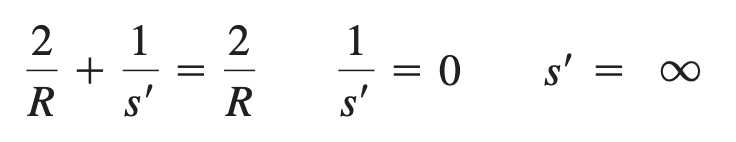 2/R + 1/s′ = 2/R    1/s′ = 0    s′ = ∞